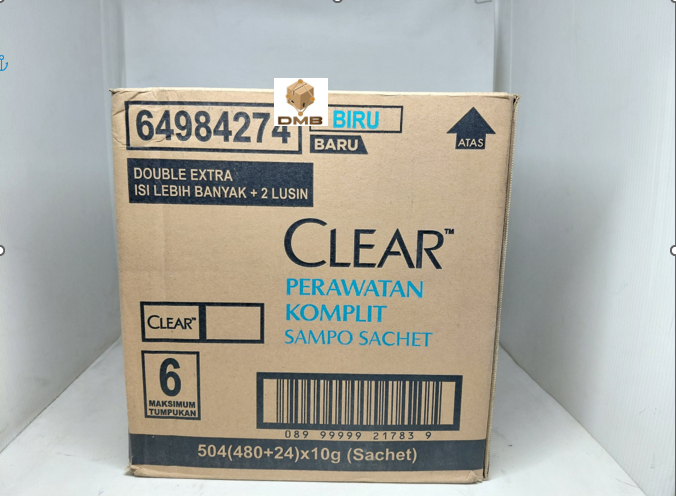 DMB
64984274
BIRU
BARU
ATAS
DOUBLE EXTRA
ISI LEBIH BANYAK + 2 LUSIN
CLEAR™
PERAWATAN
KOMPLIT
SAMPO SACHET
CLEAR™
6
MAKSIMUM
TUMPUKAN
089 99999 21783 9
504(480+24)x10g (Sachet)